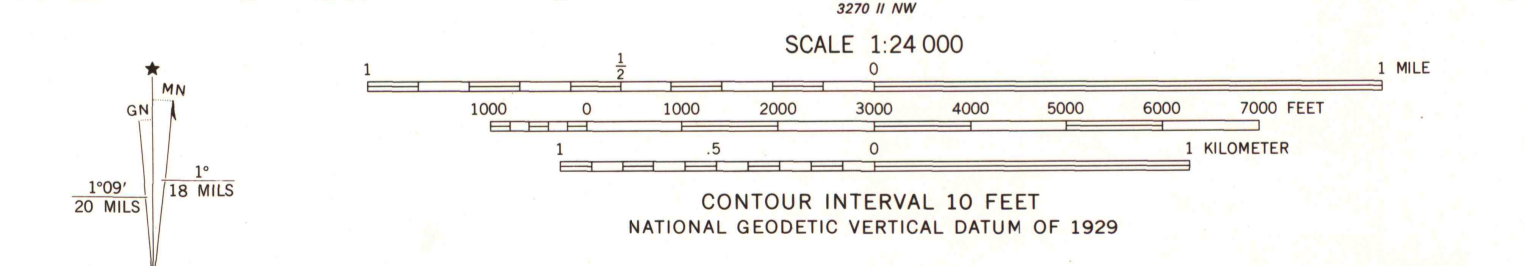 3270 II NW
SCALE 1:24 000
1 1/2 0 1 MILE
1000 0 1000 2000 3000 4000 5000 6000 7000 FEET
1 .5 0 1 KILOMETER
CONTOUR INTERVAL 10 FEET
NATIONAL GEODETIC VERTICAL DATUM OF 1929
★
MN
GN
1°09'
20 MILS
1°
18 MILS